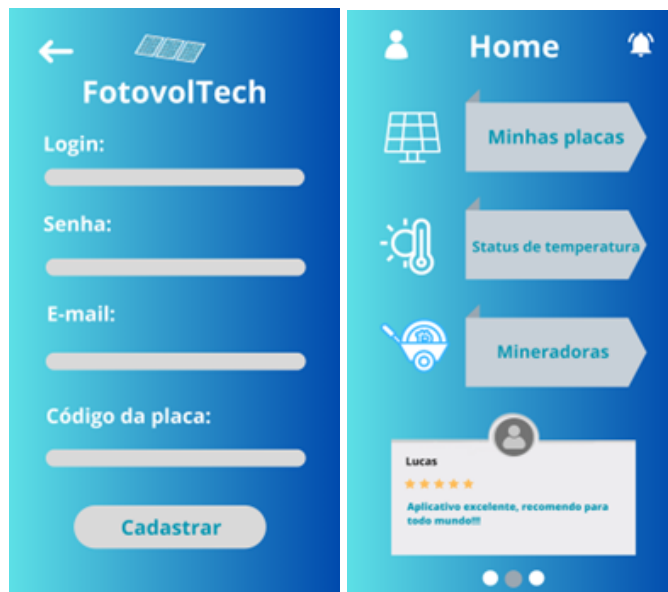 FotovolTech
Login:
Senha:
E-mail:
Código da placa:
Cadastrar
Home
Minhas placas
Status de temperatura
Mineradoras
Lucas
Aplicativo excelente, recomendo para
todo mundo!!!